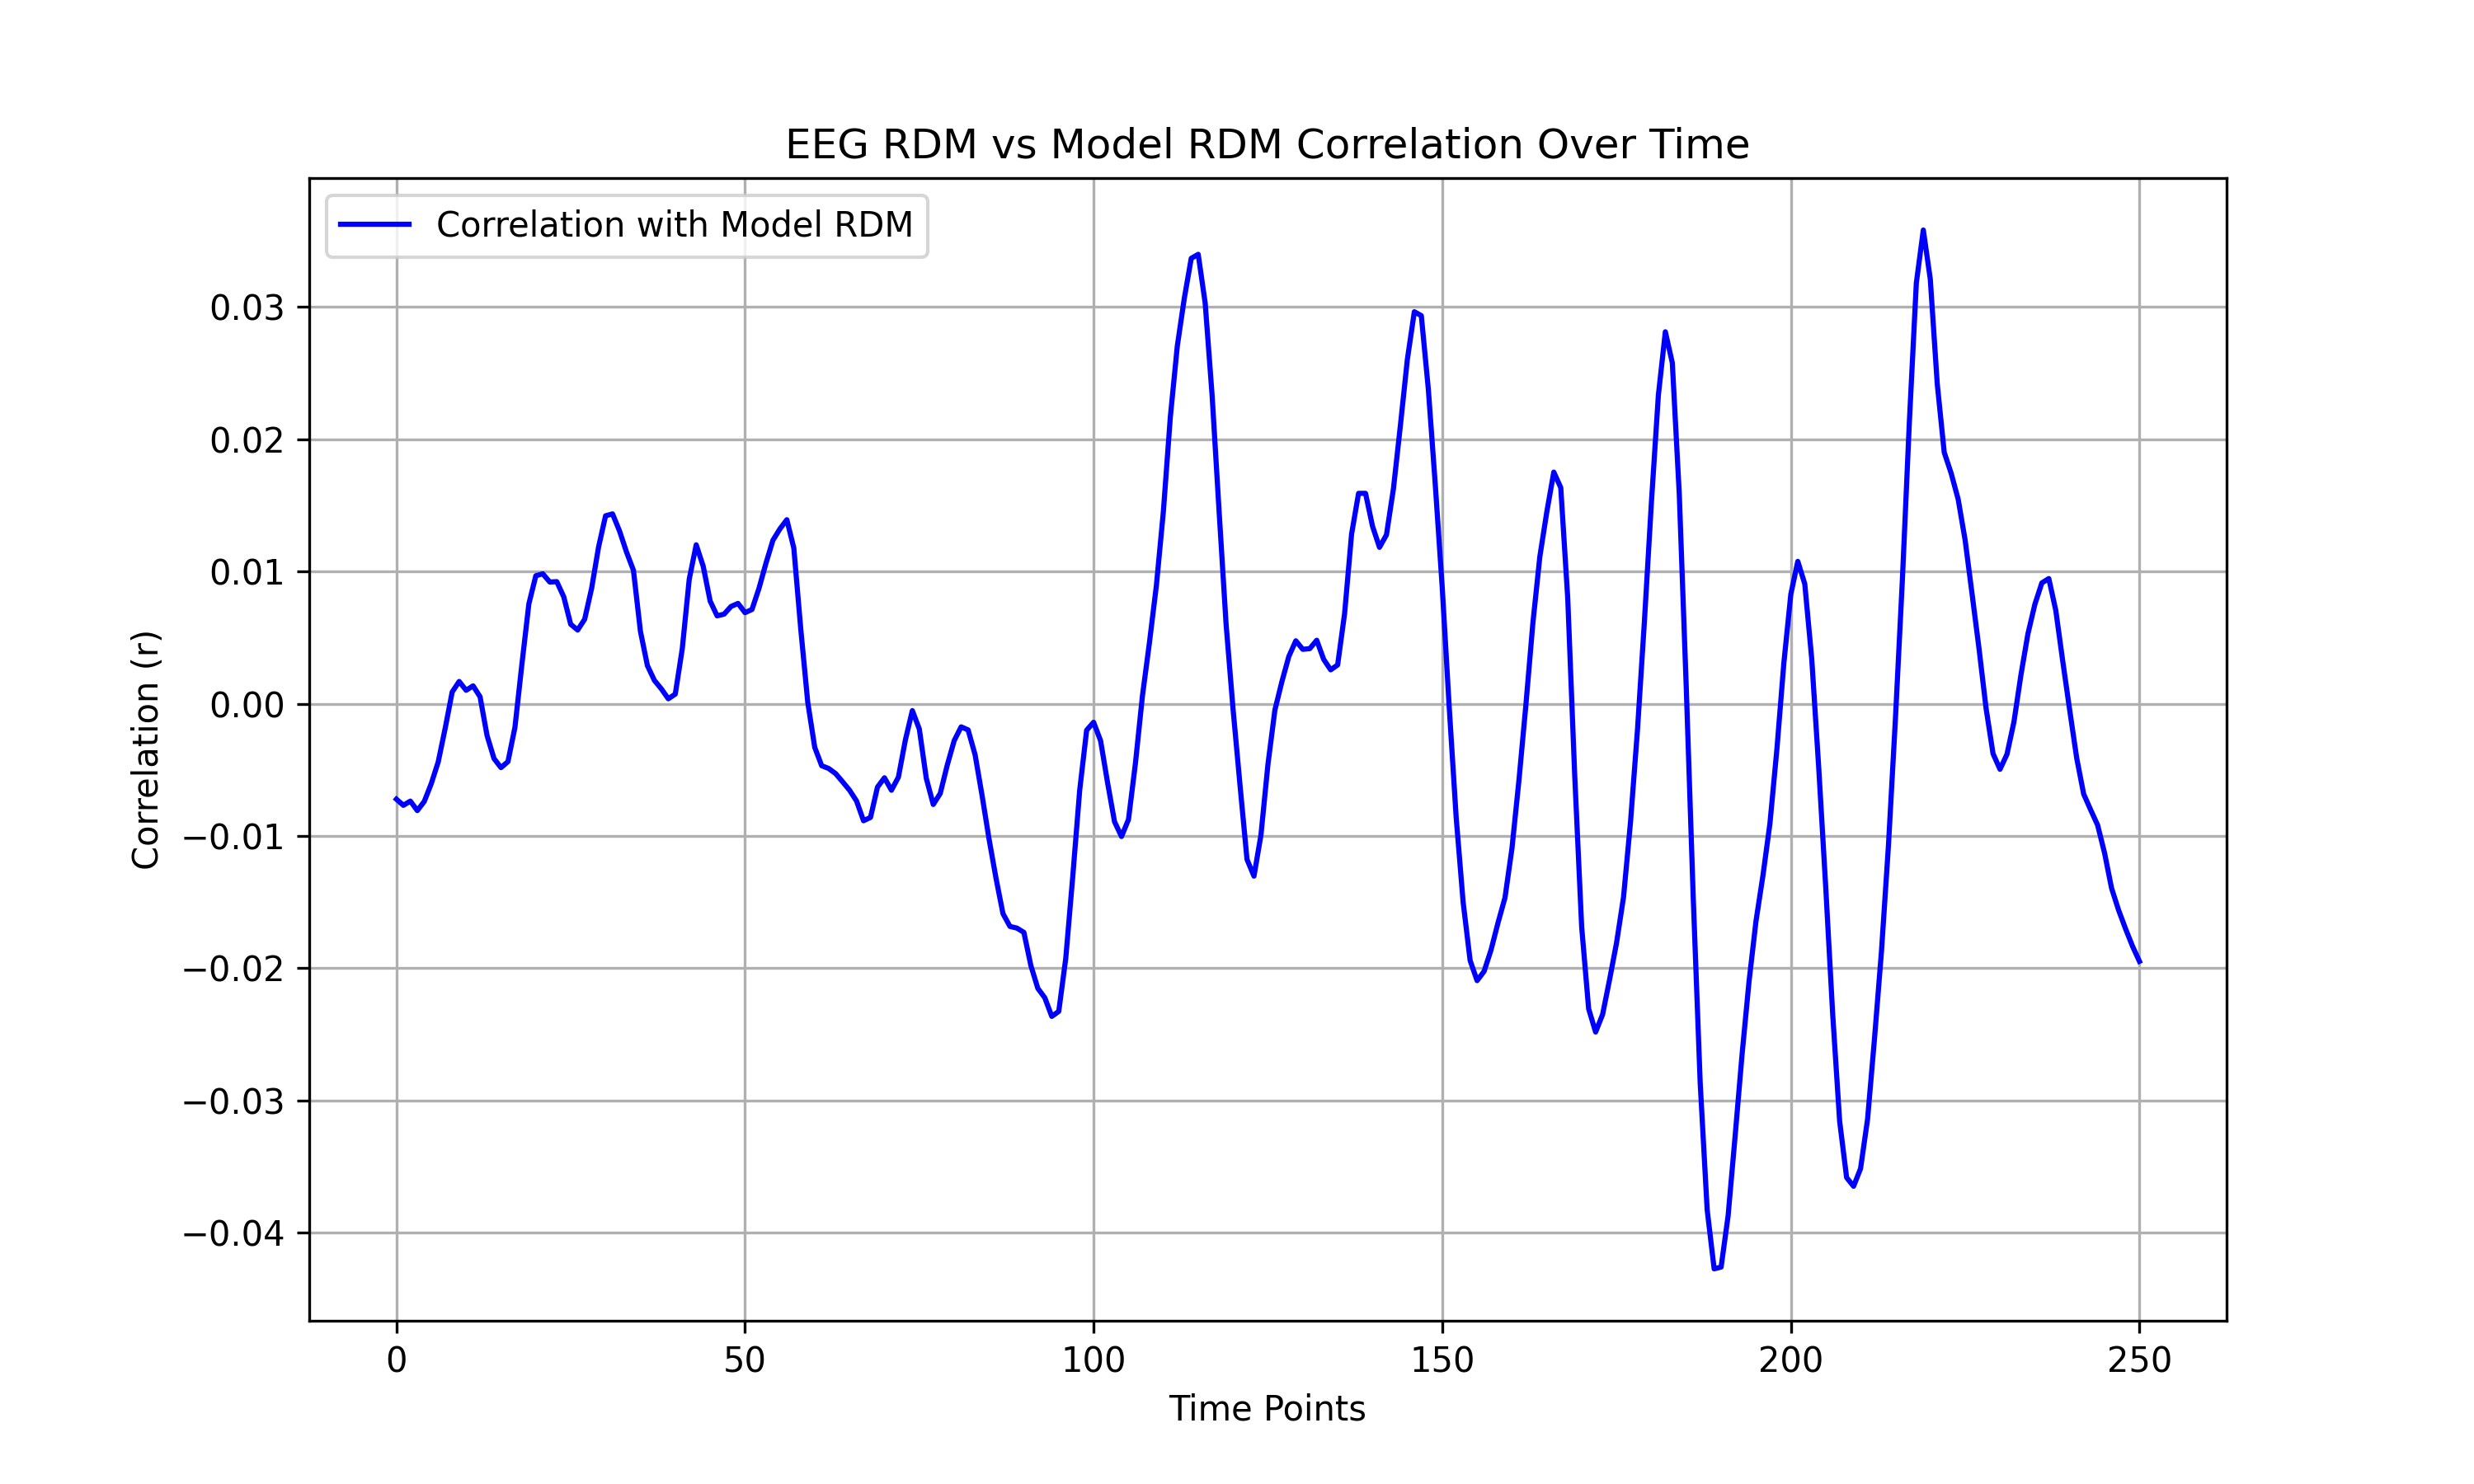 EEG RDM vs Model RDM Correlation Over Time
Correlation with Model RDM
Correlation (r)
0.03
0.02
0.01
0.00
−0.01
−0.02
−0.03
−0.04
0 50 100 150 200 250
Time Points